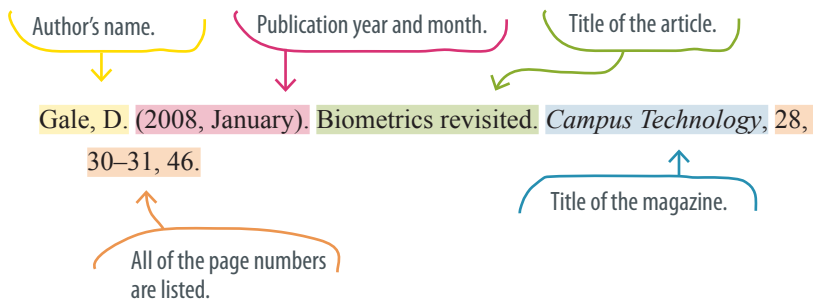 Author's name.
Publication year and month.
Title of the article.
Gale, D. (2008, January). Biometrics revisited. Campus Technology, 28,
30–31, 46.
Title of the magazine.
All of the page numbers
are listed.